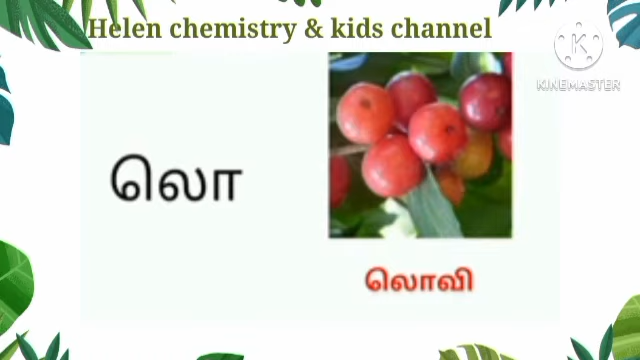 Helen chemistry & kids channel
KINEMASTER
லொ
லொவி